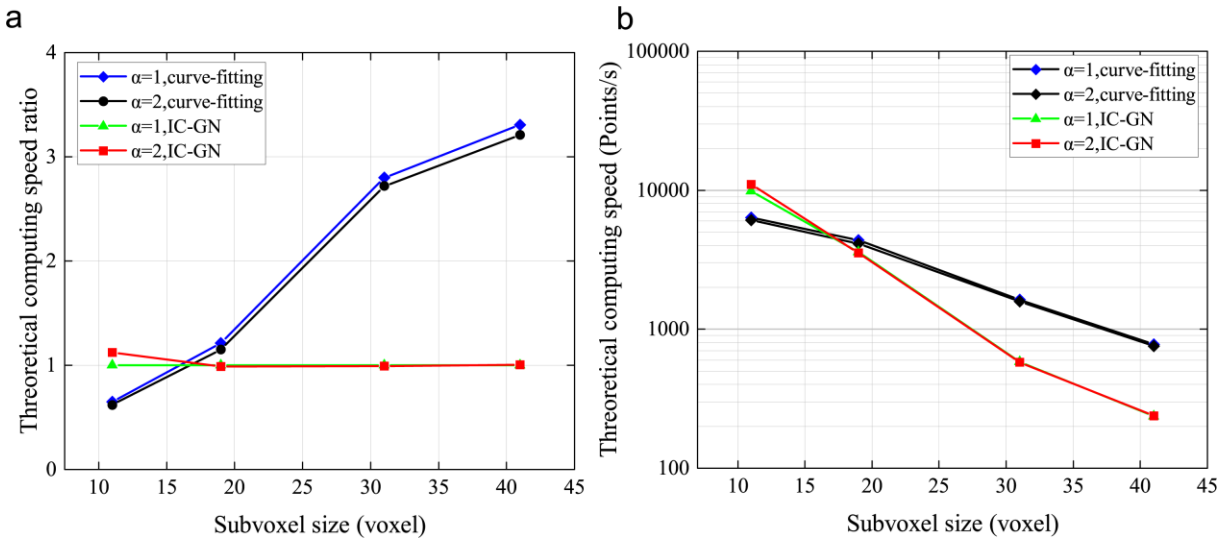 a
Threoretical computing speed ratio
4
3
2
1
0
α=1,curve-fitting
α=2,curve-fitting
α=1,IC-GN
α=2,IC-GN
10 15 20 25 30 35 40 45
Subvoxel size (voxel)
b
Threoretical computing speed (Points/s)
100000
10000
1000
100
α=1,curve-fitting
α=2,curve-fitting
α=1,IC-GN
α=2,IC-GN
10 15 20 25 30 35 40 45
Subvoxel size (voxel)